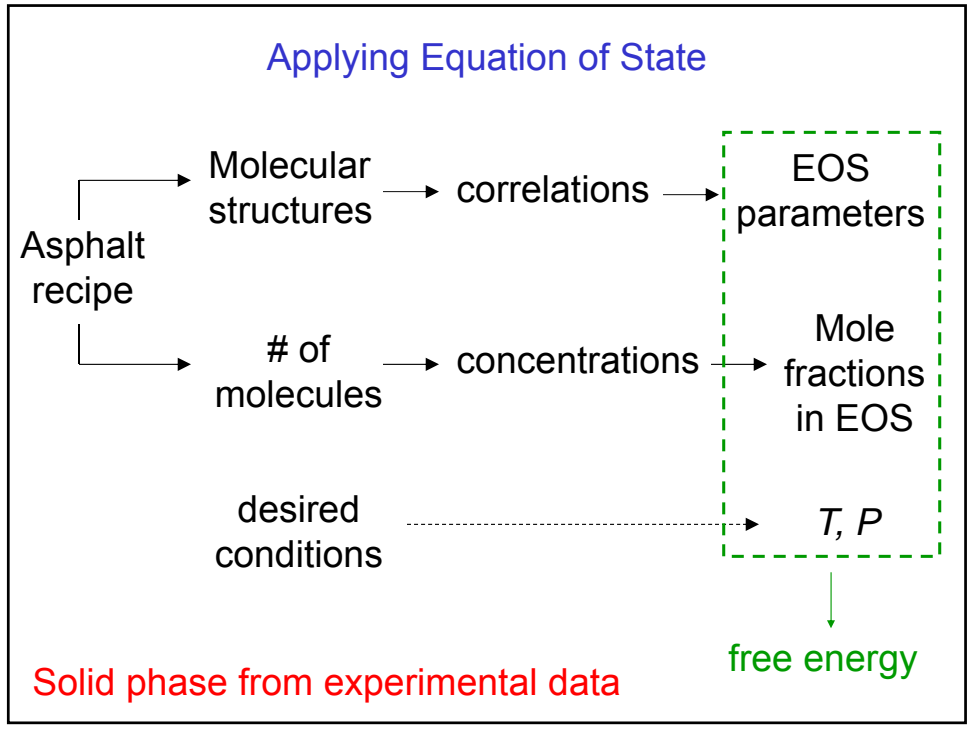 Applying Equation of State
Asphalt
recipe
Molecular
structures
correlations
EOS
parameters
# of
molecules
concentrations
Mole
fractions
in EOS
desired
conditions
T, P
free energy
Solid phase from experimental data